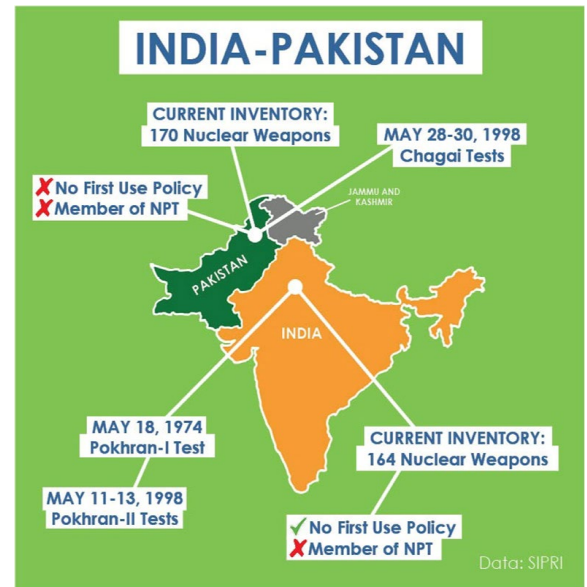 INDIA-PAKISTAN
CURRENT INVENTORY:
170 Nuclear Weapons
MAY 28-30, 1998
Chagai Tests
✗ No First Use Policy
✗ Member of NPT
JAMMU AND
KASHMIR
PAKISTAN
INDIA
MAY 18, 1974
Pokhran-I Test
MAY 11-13, 1998
Pokhran-II Tests
CURRENT INVENTORY:
164 Nuclear Weapons
✓ No First Use Policy
✗ Member of NPT
Data: SIPRI